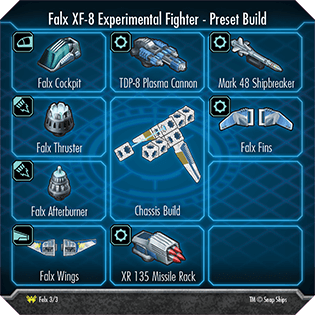 Falx XF-8 Experimental Fighter - Preset Build
Falx Cockpit
TDP-8 Plasma Cannon
Mark 48 Shipbreaker
Falx Thruster
Falx Fins
Falx Afterburner
Chassis Build
Falx Wings
XR 135 Missile Rack
Falx 3/3
TM © Snap Ships